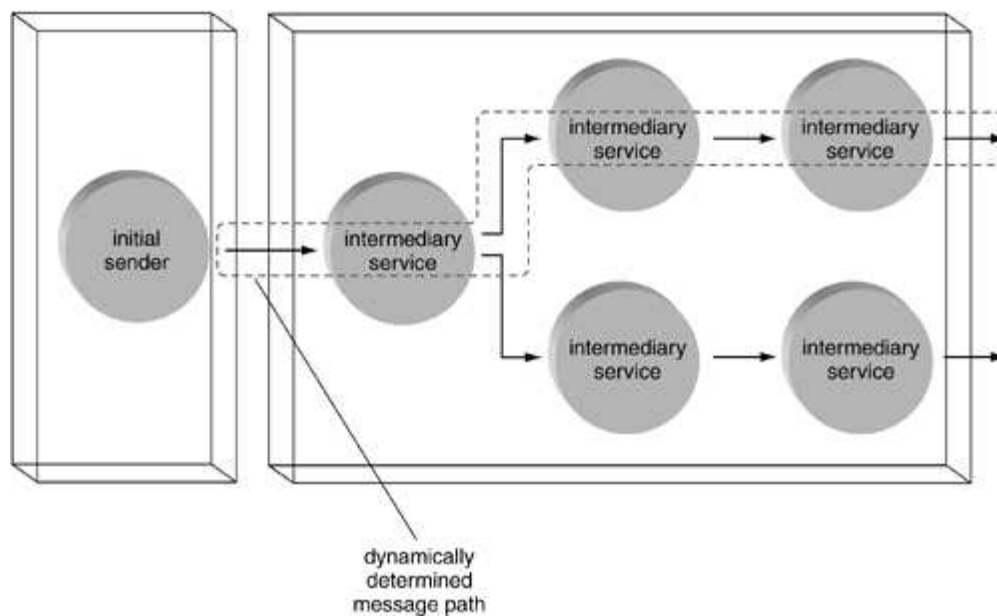 intermediary
service
intermediary
service
initial
sender
intermediary
service
intermediary
service
intermediary
service
dynamically
determined
message path